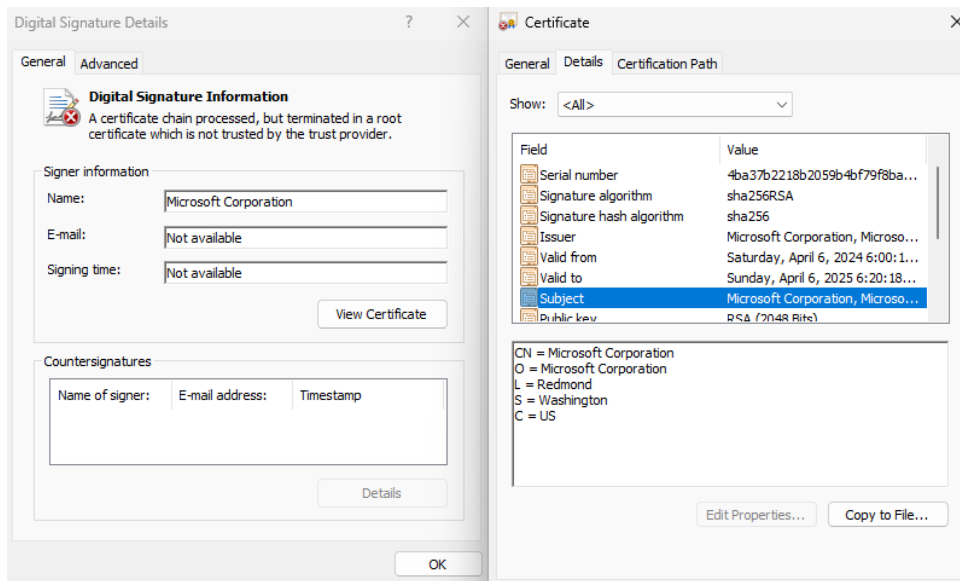 Digital Signature Details
?
General
Advanced
Digital Signature Information
A certificate chain processed, but terminated in a root
certificate which is not trusted by the trust provider.
Signer information
Name:
Microsoft Corporation
E-mail:
Not available
Signing time:
Not available
View Certificate
Countersignatures
Name of signer:
E-mail address:
Timestamp
Details
OK
Certificate
General
Details
Certification Path
Show:
<All>
Field
Value
Serial number
4ba37b2218b2059b4bf79f8ba...
Signature algorithm
sha256RSA
Signature hash algorithm
sha256
Issuer
Microsoft Corporation, Microso...
Valid from
Saturday, April 6, 2024 6:00:1...
Valid to
Sunday, April 6, 2025 6:20:18...
Subject
Microsoft Corporation, Microso...
Public key
RSA (2048 Bits)
CN = Microsoft Corporation
O = Microsoft Corporation
L = Redmond
S = Washington
C = US
Edit Properties...
Copy to File...